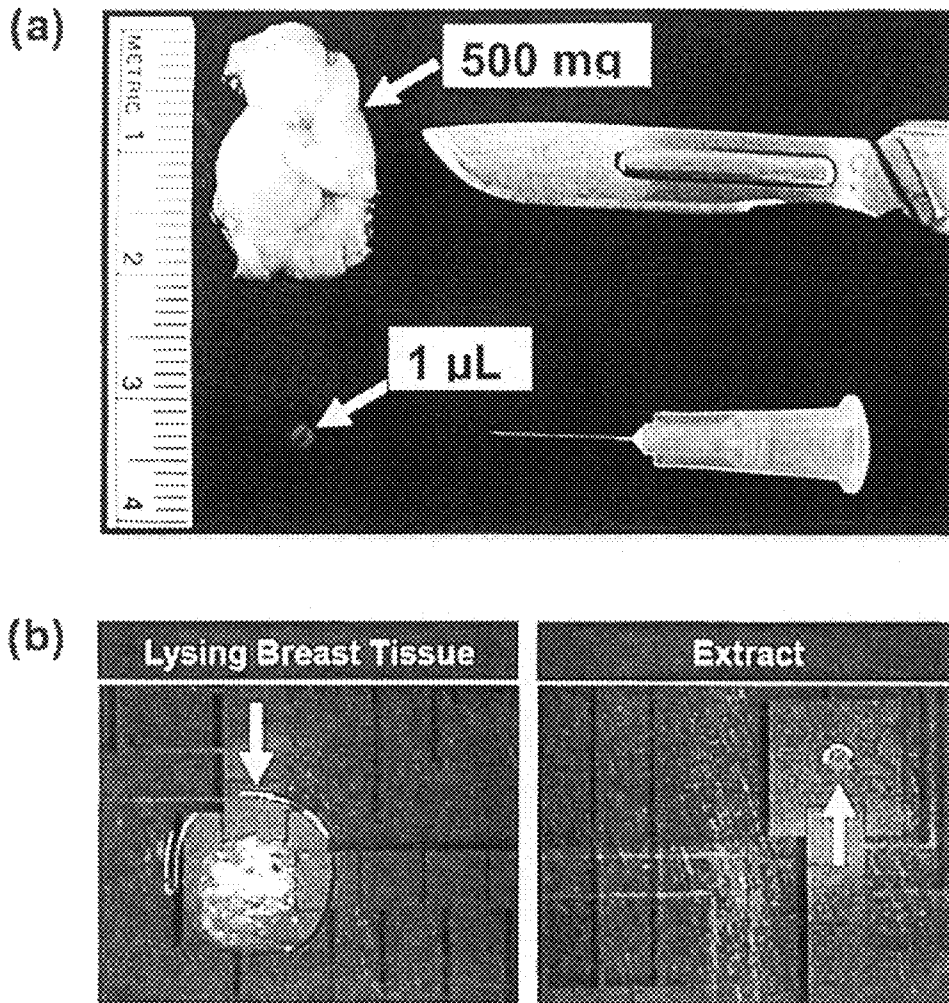 (a)
500 mg
METRIC 1
2
1 µL
3
4
(b)
Lysing Breast Tissue
Extract